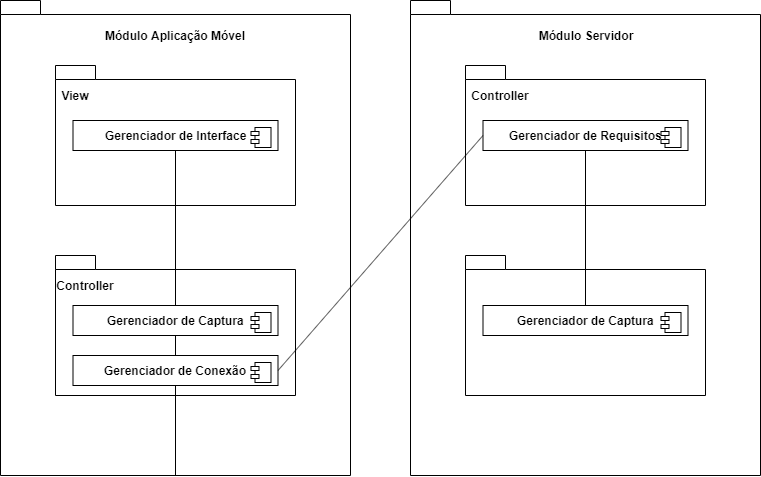 Módulo Aplicação Móvel
View
Gerenciador de Interface
Controller
Gerenciador de Captura
Gerenciador de Conexão
Módulo Servidor
Controller
Gerenciador de Requisitos
Gerenciador de Captura